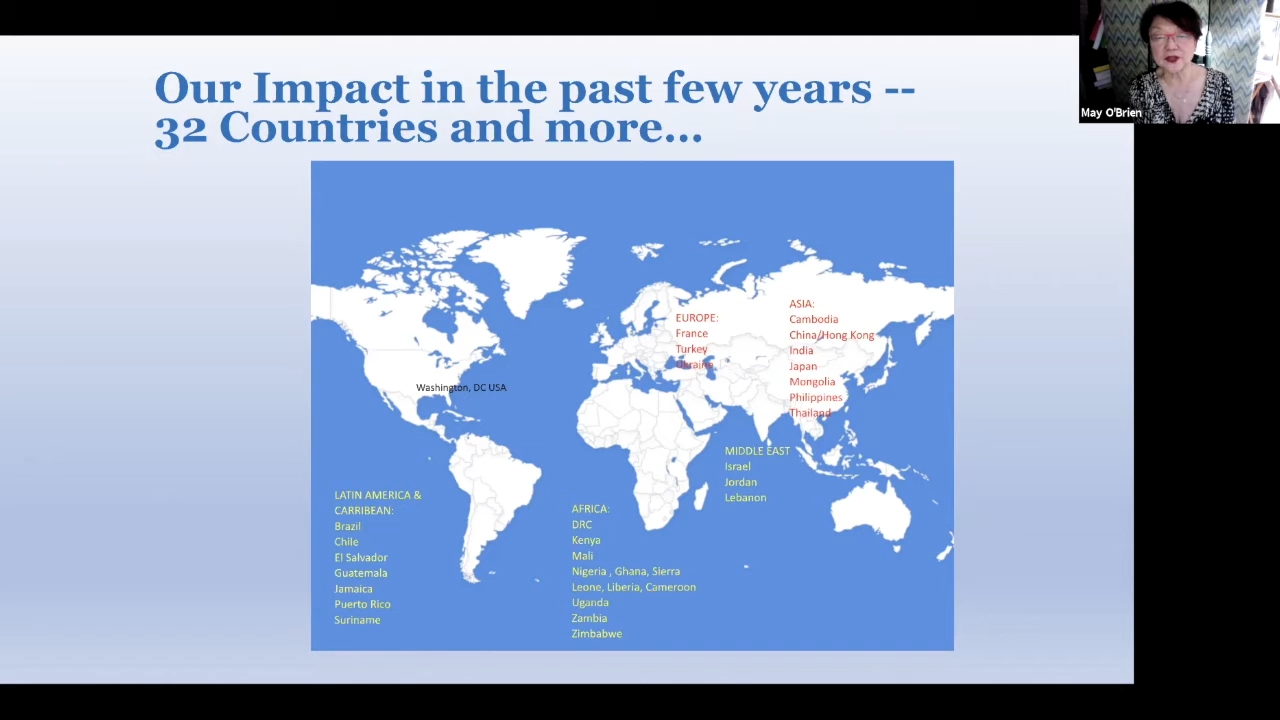 Our Impact in the past few years --
32 Countries and more...
May O'Brien
EUROPE:
France
Turkey
Ukraine
ASIA:
Cambodia
China/Hong Kong
India
Japan
Mongolia
Philippines
Thailand
Washington, DC USA
MIDDLE EAST
Israel
Jordan
Lebanon
LATIN AMERICA &
CARRIBEAN:
Brazil
Chile
El Salvador
Guatemala
Jamaica
Puerto Rico
Suriname
AFRICA:
DRC
Kenya
Mali
Nigeria , Ghana, Sierra
Leone, Liberia, Cameroon
Uganda
Zambia
Zimbabwe